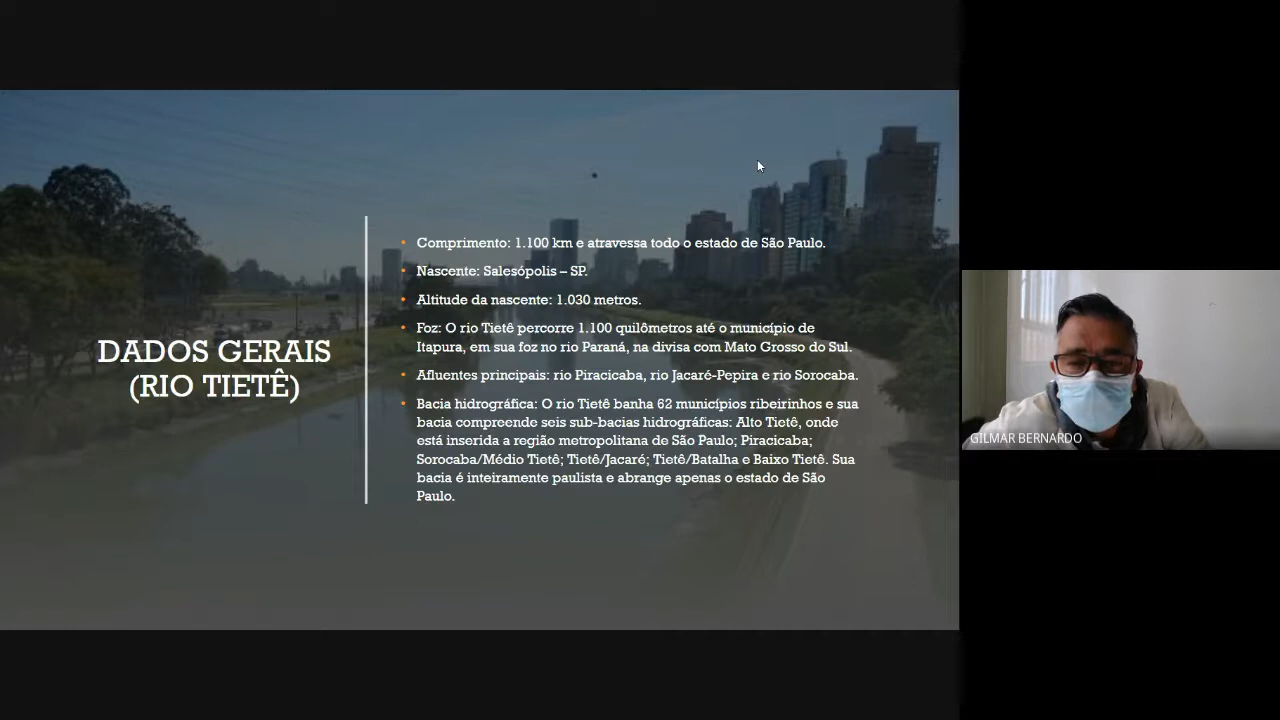 DADOS GERAIS
(RIO TIETÊ)
• Comprimento: 1.100 km e atravessa todo o estado de São Paulo.
• Nascente: Salesópolis – SP.
• Altitude da nascente: 1.030 metros.
• Foz: O rio Tietê percorre 1.100 quilômetros até o município de
Itapura, em sua foz no rio Paraná, na divisa com Mato Grosso do Sul.
• Afluentes principais: rio Piracicaba, rio Jacaré-Pepira e rio Sorocaba.
• Bacia hidrográfica: O rio Tietê banha 62 municípios ribeirinhos e sua
bacia compreende seis sub-bacias hidrográficas: Alto Tietê, onde
está inserida a região metropolitana de São Paulo; Piracicaba;
Sorocaba/Médio Tietê; Tietê/Jacaré; Tietê/Batalha e Baixo Tietê. Sua
bacia é inteiramente paulista e abrange apenas o estado de São
Paulo.
GILMAR BERNARDO